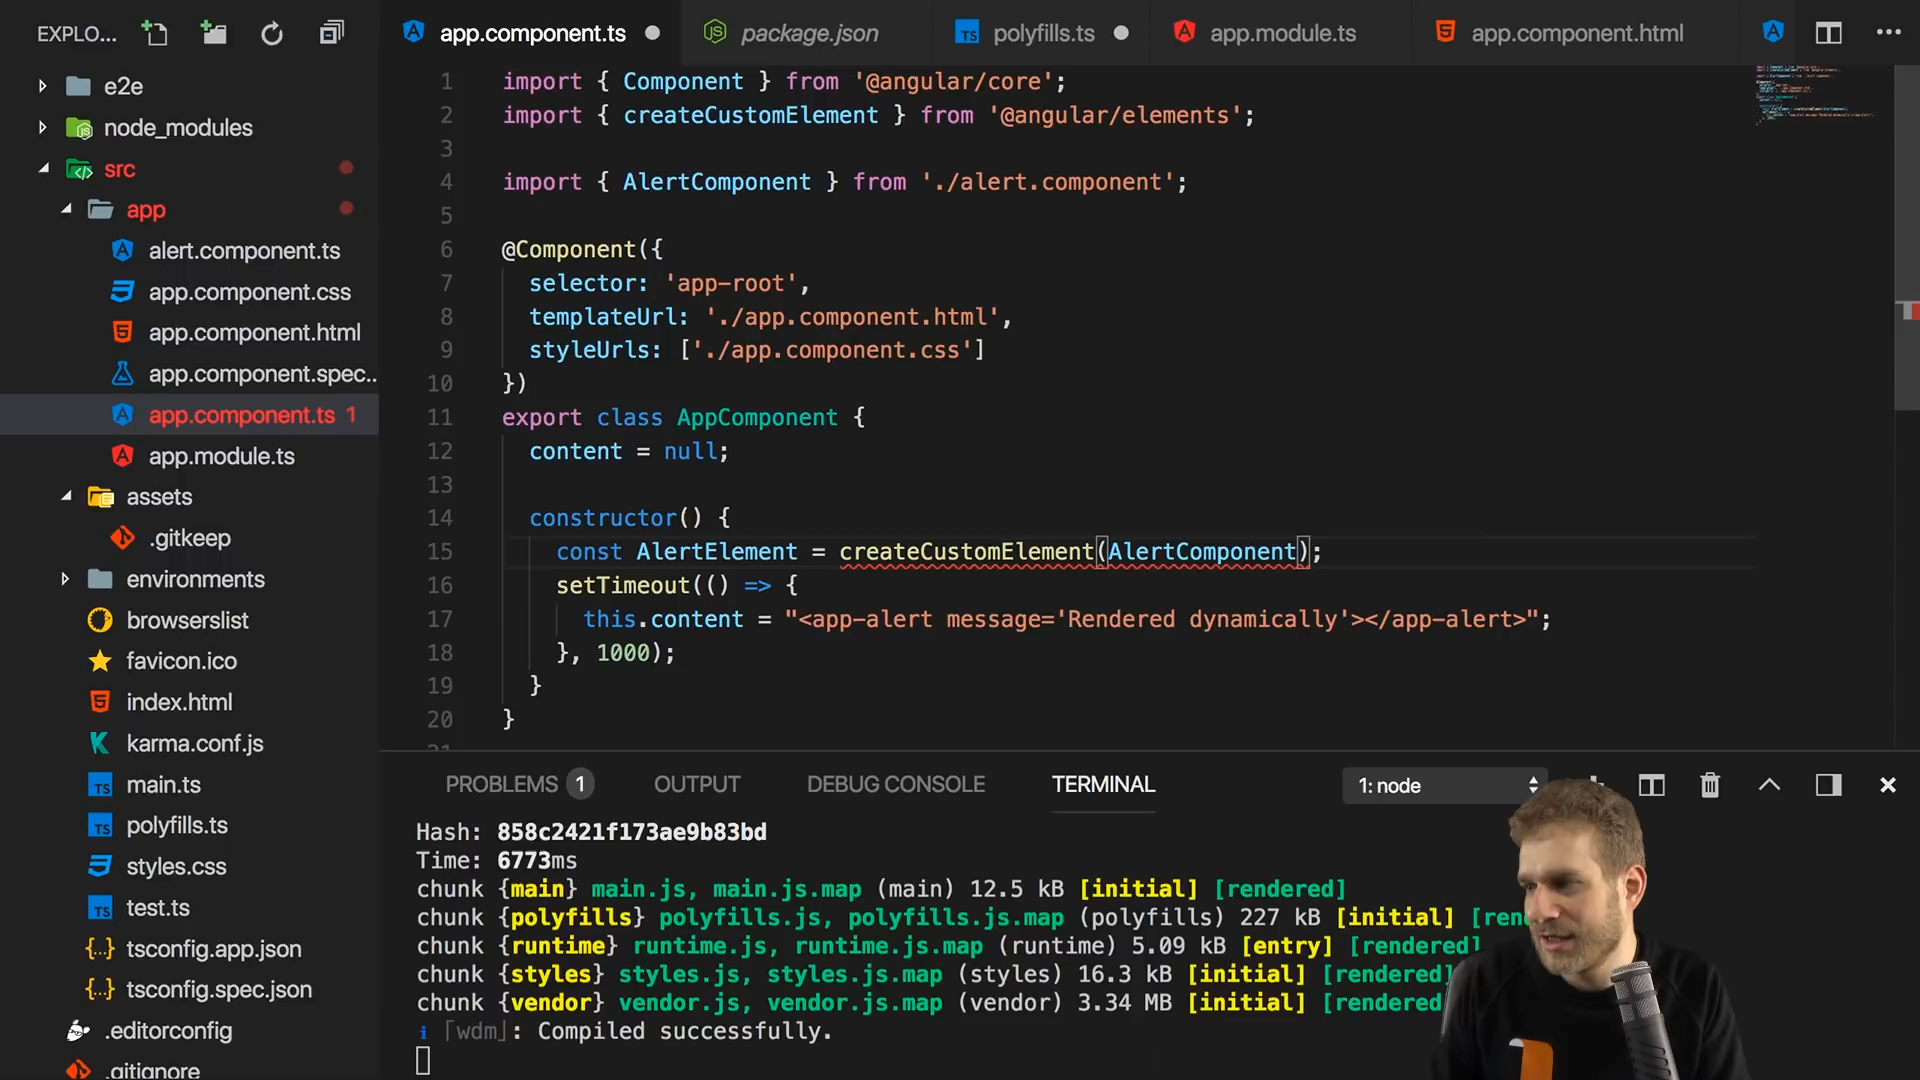 EXPLO...
app.component.ts
package.json
polyfills.ts
app.module.ts
app.component.html
e2e
node_modules
src
app
alert.component.ts
app.component.css
app.component.html
app.component.spec...
app.component.ts 1
app.module.ts
assets
.gitkeep
environments
browserslist
favicon.ico
index.html
karma.conf.js
main.ts
polyfills.ts
styles.css
test.ts
tsconfig.app.json
tsconfig.spec.json
.editorconfig
.gitignore
1 import { Component } from '@angular/core';
2 import { createCustomElement } from '@angular/elements';
3
4 import { AlertComponent } from './alert.component';
5
6 @Component({
7 selector: 'app-root',
8 templateUrl: './app.component.html',
9 styleUrls: ['./app.component.css']
10 })
11 export class AppComponent {
12 content = null;
13
14 constructor() {
15 const AlertElement = createCustomElement(AlertComponent);
16 setTimeout(() => {
17 this.content = "<app-alert message='Rendered dynamically'></app-alert>";
18 }, 1000);
19 }
20 }
21
PROBLEMS 1 OUTPUT DEBUG CONSOLE TERMINAL 1: node
Hash: 858c2421f173ae9b83bd
Time: 6773ms
chunk {main} main.js, main.js.map (main) 12.5 kB [initial] [rendered]
chunk {polyfills} polyfills.js, polyfills.js.map (polyfills) 227 kB [initial] [ren
chunk {runtime} runtime.js, runtime.js.map (runtime) 5.09 kB [entry] [rendered]
chunk {styles} styles.js, styles.js.map (styles) 16.3 kB [initial] [rendered
chunk {vendor} vendor.js, vendor.js.map (vendor) 3.34 MB [initial] [rendered
i ｢wdm｣: Compiled successfully.